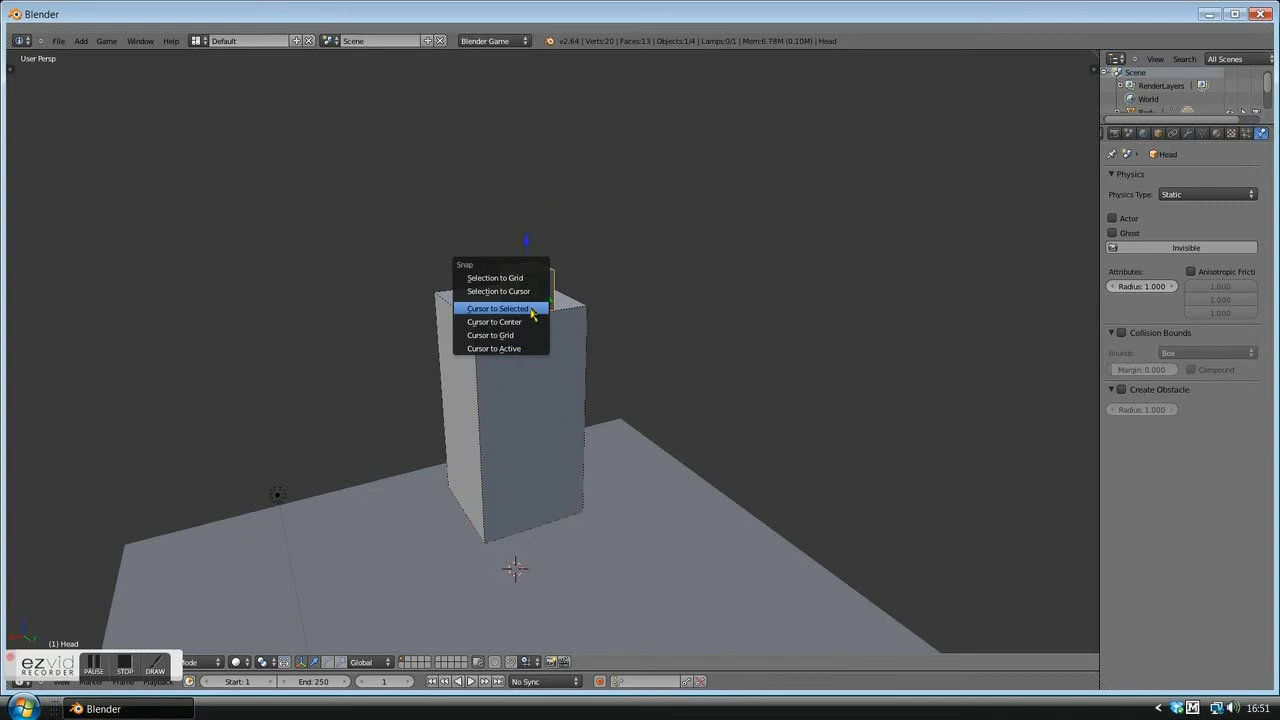 Blender
File Add Game Window Help Default Scene Blender Game v2.64 | Verts:20 | Faces:13 | Objects:1/4 | Lamps:0/1 | Mem:6.78M (0.10M) | Head
User Persp
View Search All Scenes
Scene
RenderLayers
World
Head
Physics
Physics Type: Static
Actor
Ghost
Invisible
Attributes: Anisotropic Fricti
Radius: 1.000 1.000
1.000
1.000
Collision Bounds
Bounds: Box
Margin: 0.000 Compound
Create Obstacle
Radius: 1.000
Snap
Selection to Grid
Selection to Cursor
Cursor to Selected
Cursor to Center
Cursor to Grid
Cursor to Active
(1) Head
ezvid
RECORDER
PAUSE STOP DRAW
Mode Global
Start: 1 End: 250 1 No Sync
Blender
M 16:51